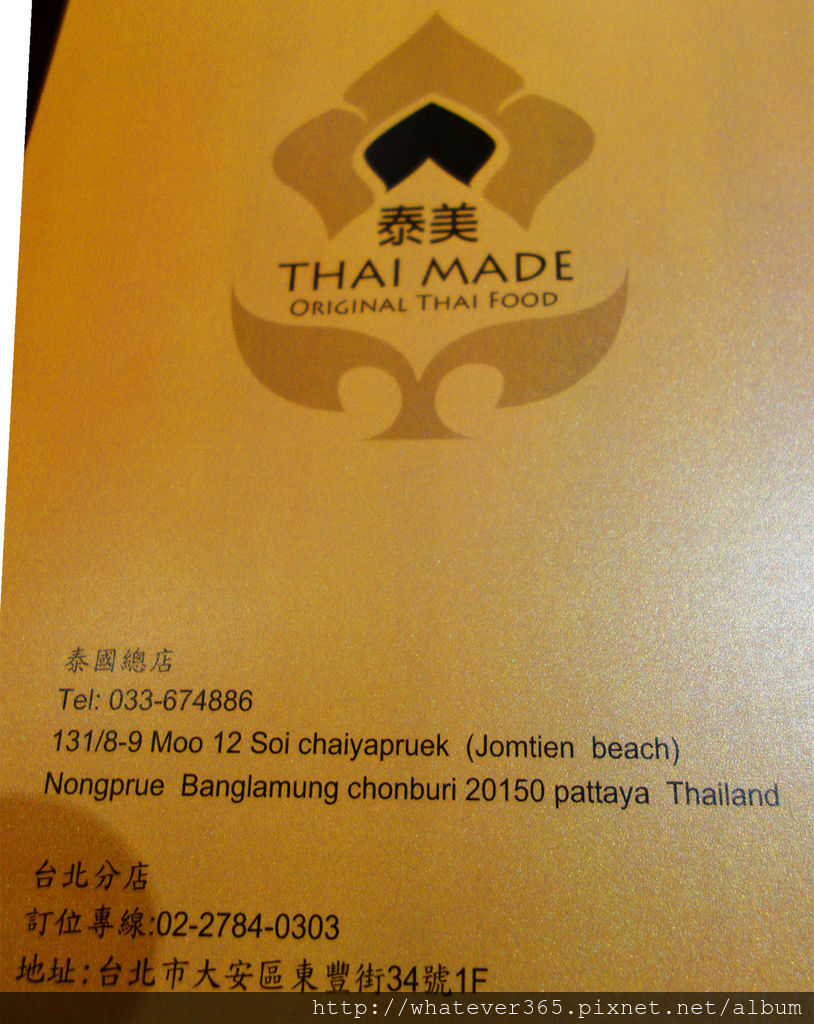 泰美
THAI MADE
ORIGINAL THAI FOOD
泰國總店
Tel: 033-674886
131/8-9 Moo 12 Soi chaiyapruek (Jomtien beach)
Nongprue Banglamung chonburi 20150 pattaya Thailand
台北分店
訂位專線:02-2784-0303
地址:台北市大安區東豐街34號1F
http://whatever365.pixnet.net/album